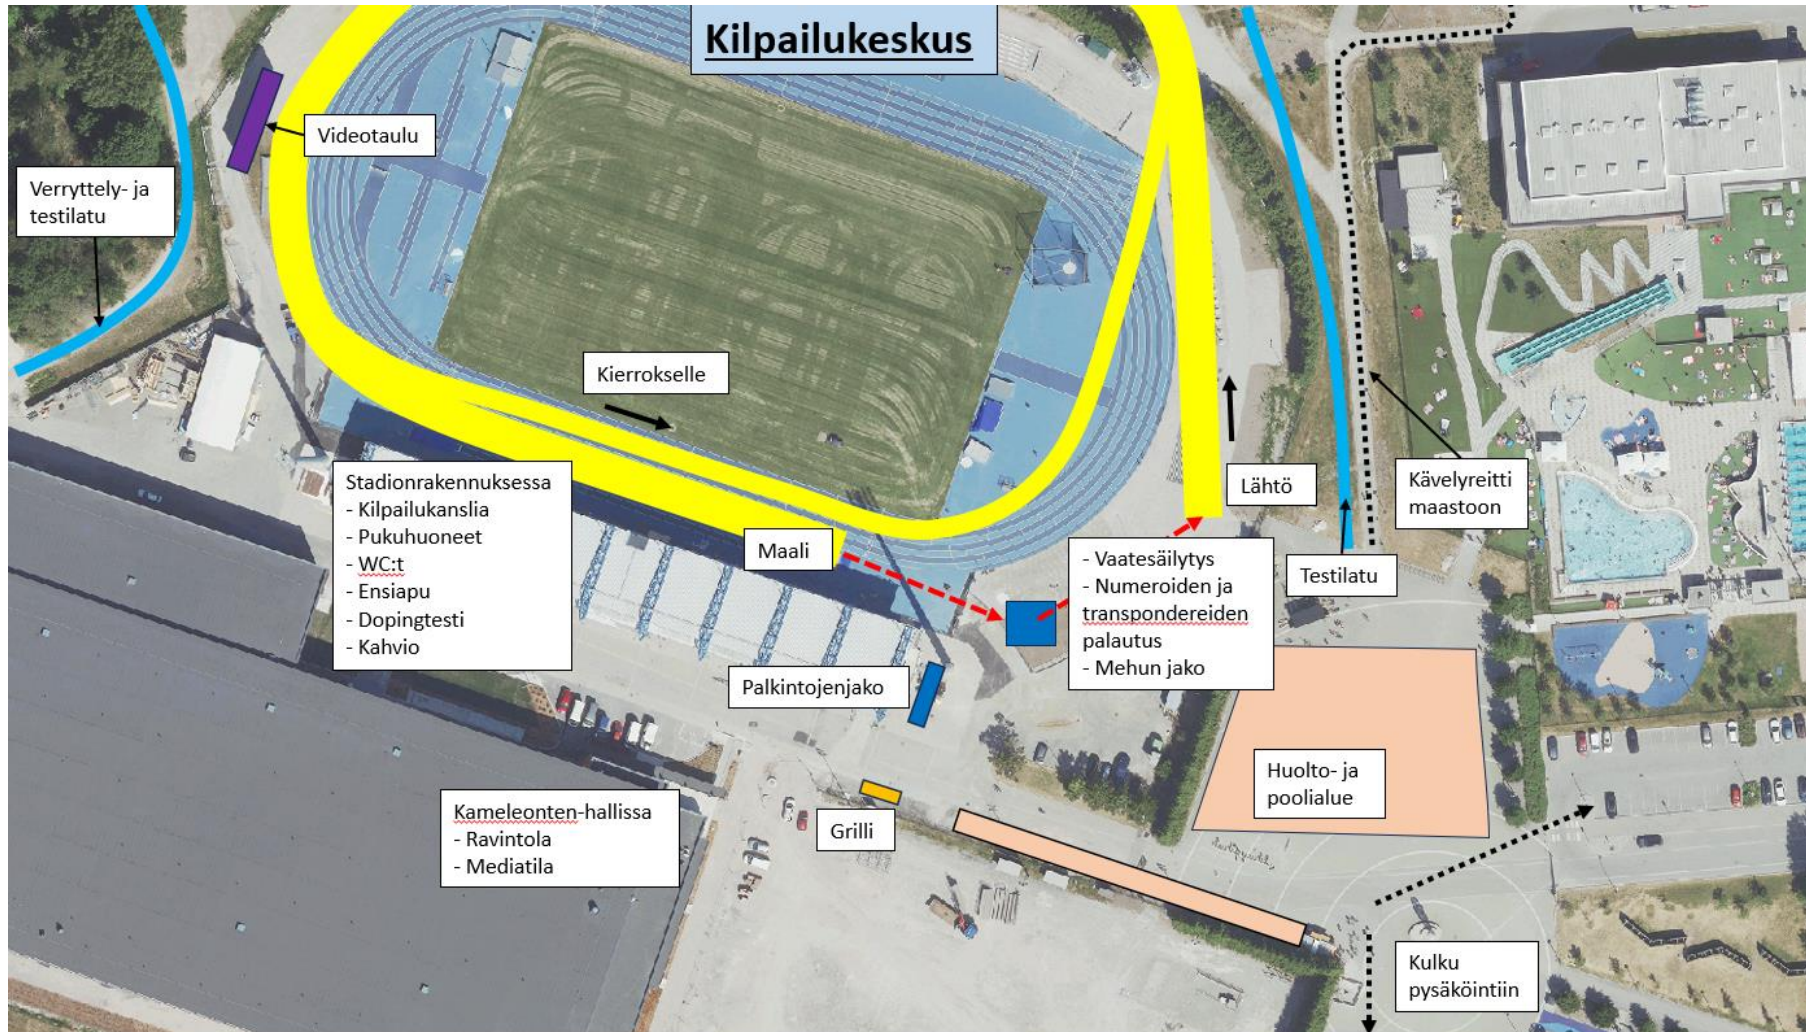 Kilpailukeskus
Videotaulu
Verryttely- ja
testilatu
Kierrokselle
Stadionrakennuksessa
- Kilpailukanslia
- Pukuhuoneet
- WC:t
- Ensiapu
- Dopingtesti
- Kahvio
Maali
Lähtö
Kävelyreitti
maastoon
- Vaatesäilytys
- Numeroiden ja
transpondereiden
palautus
- Mehun jako
Testilatu
Palkintojenjako
Huolto- ja
poolialue
Kameleonten-hallissa
- Ravintola
- Mediatila
Grilli
Kulku
pysäköintiin